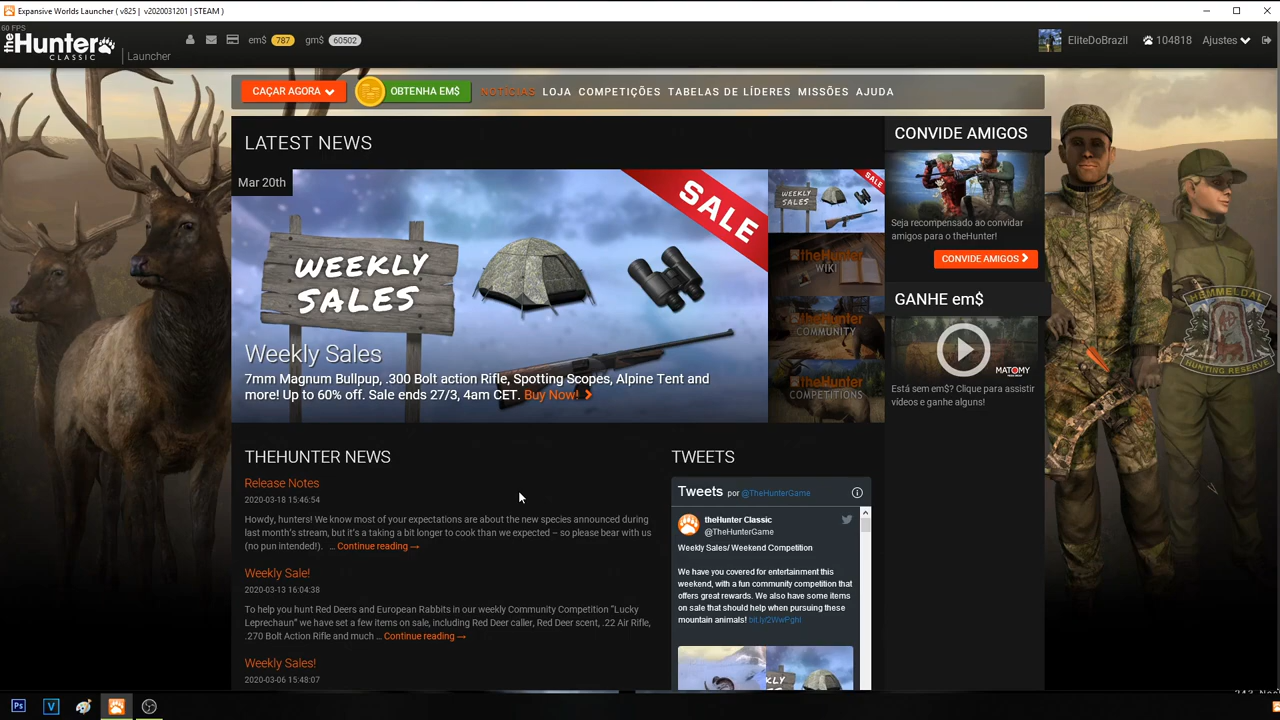 Expansive Worlds Launcher ( v825 | v2020031201 | STEAM )
60 FPS
theHunter CLASSIC | Launcher
em$ 787 gm$ 60502
EliteDoBrazil 104818 Ajustes
CAÇAR AGORA OBTENHA EM$ NOTÍCIAS LOJA COMPETIÇÕES TABELAS DE LÍDERES MISSÕES AJUDA
LATEST NEWS
Mar 20th
WEEKLY
SALES
SALE
Weekly Sales
7mm Magnum Bullpup, .300 Bolt action Rifle, Spotting Scopes, Alpine Tent and
more! Up to 60% off. Sale ends 27/3, 4am CET. Buy Now!
WEEKLY
SALES
SALE
theHunter
WIKI
theHunter
COMMUNITY
theHunter
COMPETITIONS
CONVIDE AMIGOS
Seja recompensado ao convidar
amigos para o theHunter!
CONVIDE AMIGOS
GANHE em$
MATOMY
Está sem em$? Clique para assistir
vídeos e ganhe alguns!
HEMMELDAL
HUNTING RESERVE
THEHUNTER NEWS
Release Notes
2020-03-18 15:46:54
Howdy, hunters! We know most of your expectations are about the new species announced during
last month's stream, but it's a taking a bit longer to cook than we expected – so please bear with us
(no pun intended!). ... Continue reading →
Weekly Sale!
2020-03-13 16:04:38
To help you hunt Red Deers and European Rabbits in our weekly Community Competition "Lucky
Leprechaun" we have set a few items on sale, including Red Deer caller, Red Deer scent, .22 Air Rifle,
.270 Bolt Action Rifle and much ... Continue reading →
Weekly Sales!
2020-03-06 15:48:07
TWEETS
Tweets por @TheHunterGame
theHunter Classic
@TheHunterGame
Weekly Sales/ Weekend Competition
We have you covered for entertainment this
weekend, with a fun community competition that
offers great rewards. We also have some items
on sale that should help when pursuing these
mountain animals! bit.ly/2WwPghI
Ps V